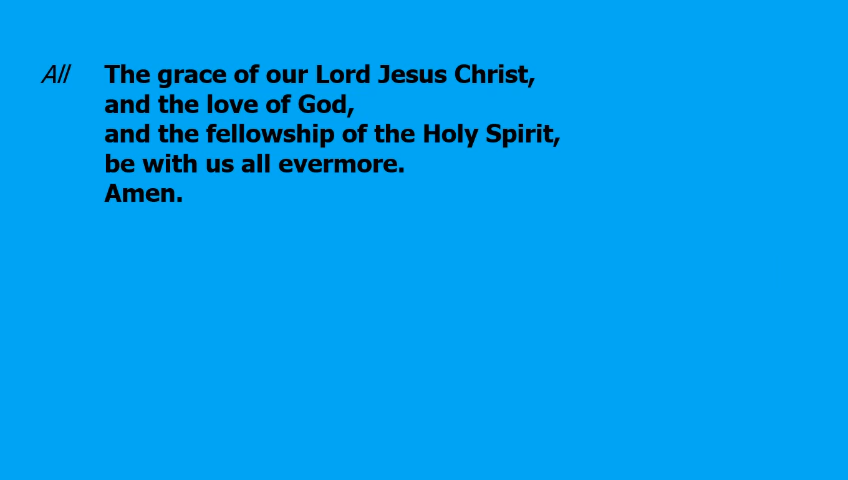 All The grace of our Lord Jesus Christ,
and the love of God,
and the fellowship of the Holy Spirit,
be with us all evermore.
Amen.